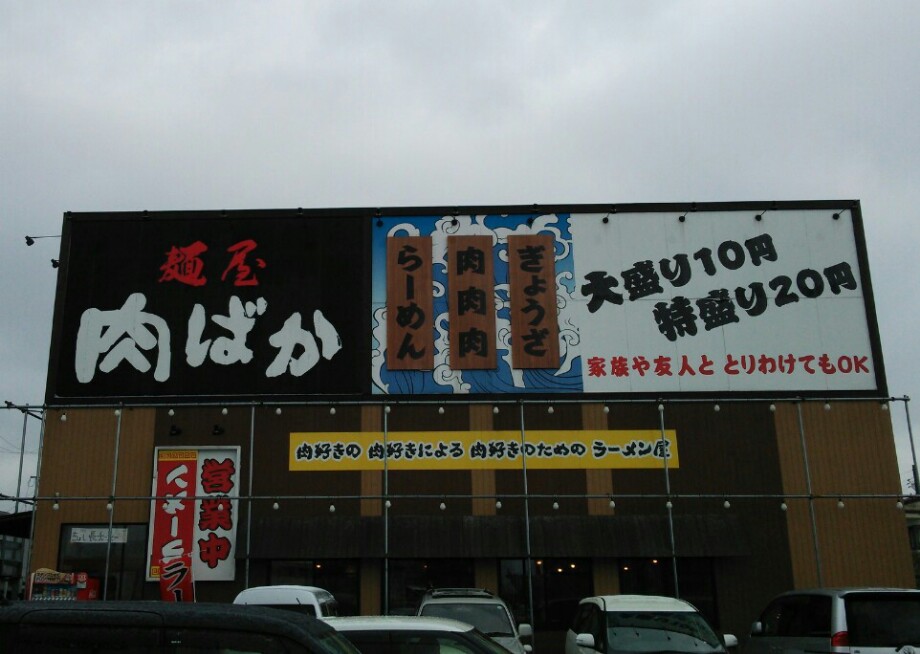 麺屋
肉ばか
らーめん
肉肉肉
ぎょうざ
大盛り10円
特盛り20円
家族や友人と とりわけてもOK
肉好きの 肉好きによる 肉好きのための ラーメン屋
営業中